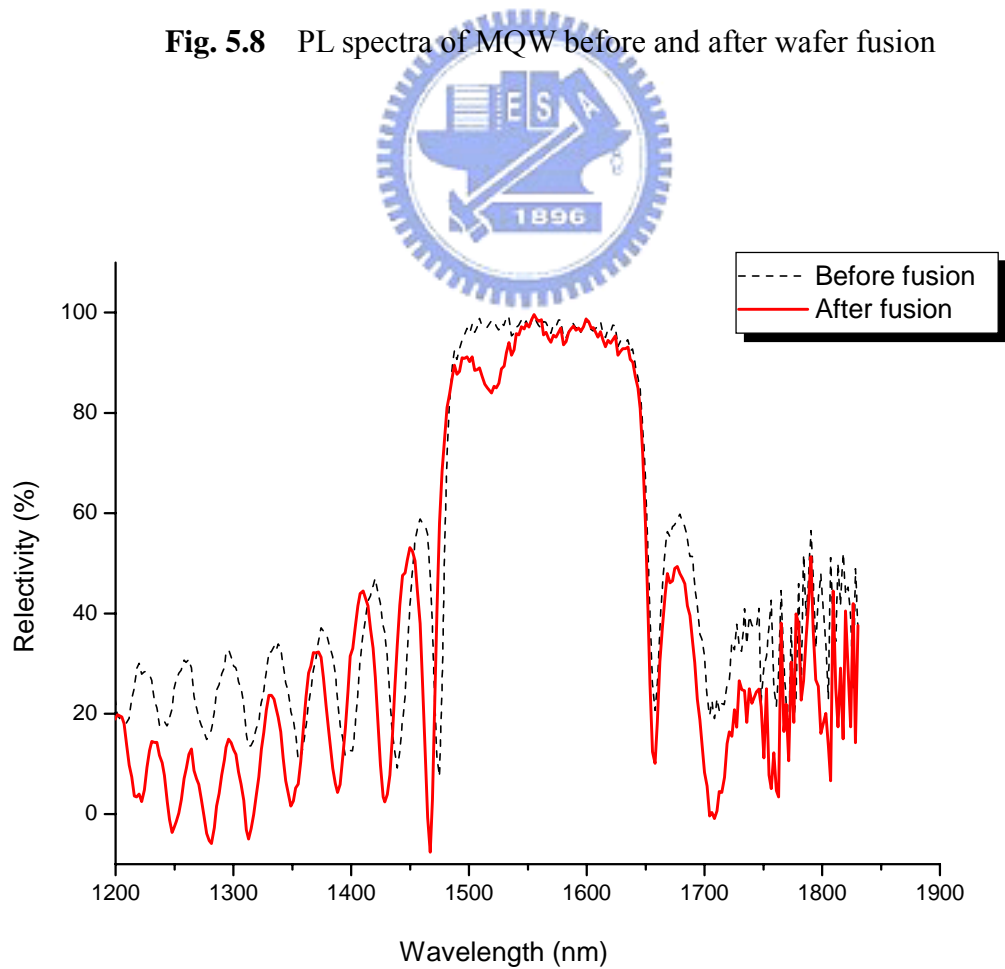 Fig. 5.8 PL spectra of MQW before and after wafer fusion
E S A
1896
Before fusion
After fusion
100
80
60
40
20
0
Relectivity (%)
1200 1300 1400 1500 1600 1700 1800 1900
Wavelength (nm)